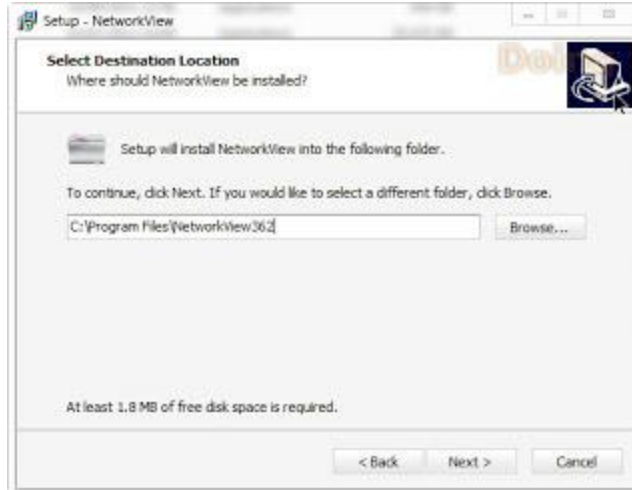 Setup - NetworkView
Select Destination Location
Where should NetworkView be installed?
Setup will install NetworkView into the following folder.
To continue, click Next. If you would like to select a different folder, click Browse.
C:\Program Files\NetworkView362
Browse...
At least 1.8 MB of free disk space is required.
< Back
Next >
Cancel